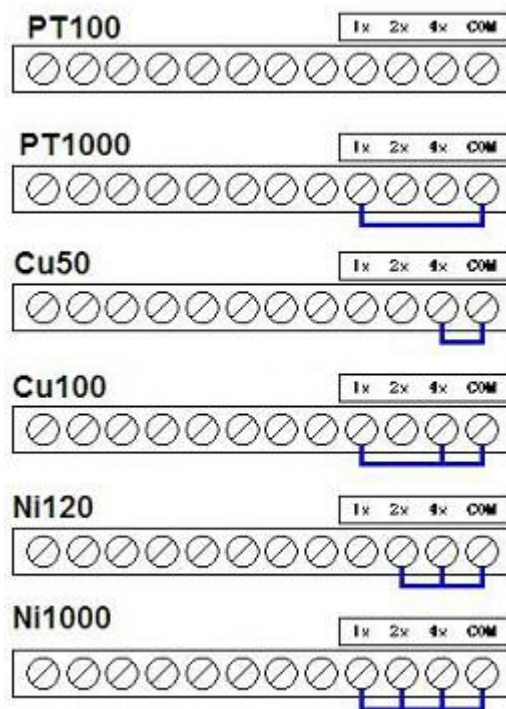 PT100 1x 2x 4x COM
PT1000 1x 2x 4x COM
Cu50 1x 2x 4x COM
Cu100 1x 2x 4x COM
Ni120 1x 2x 4x COM
Ni1000 1x 2x 4x COM